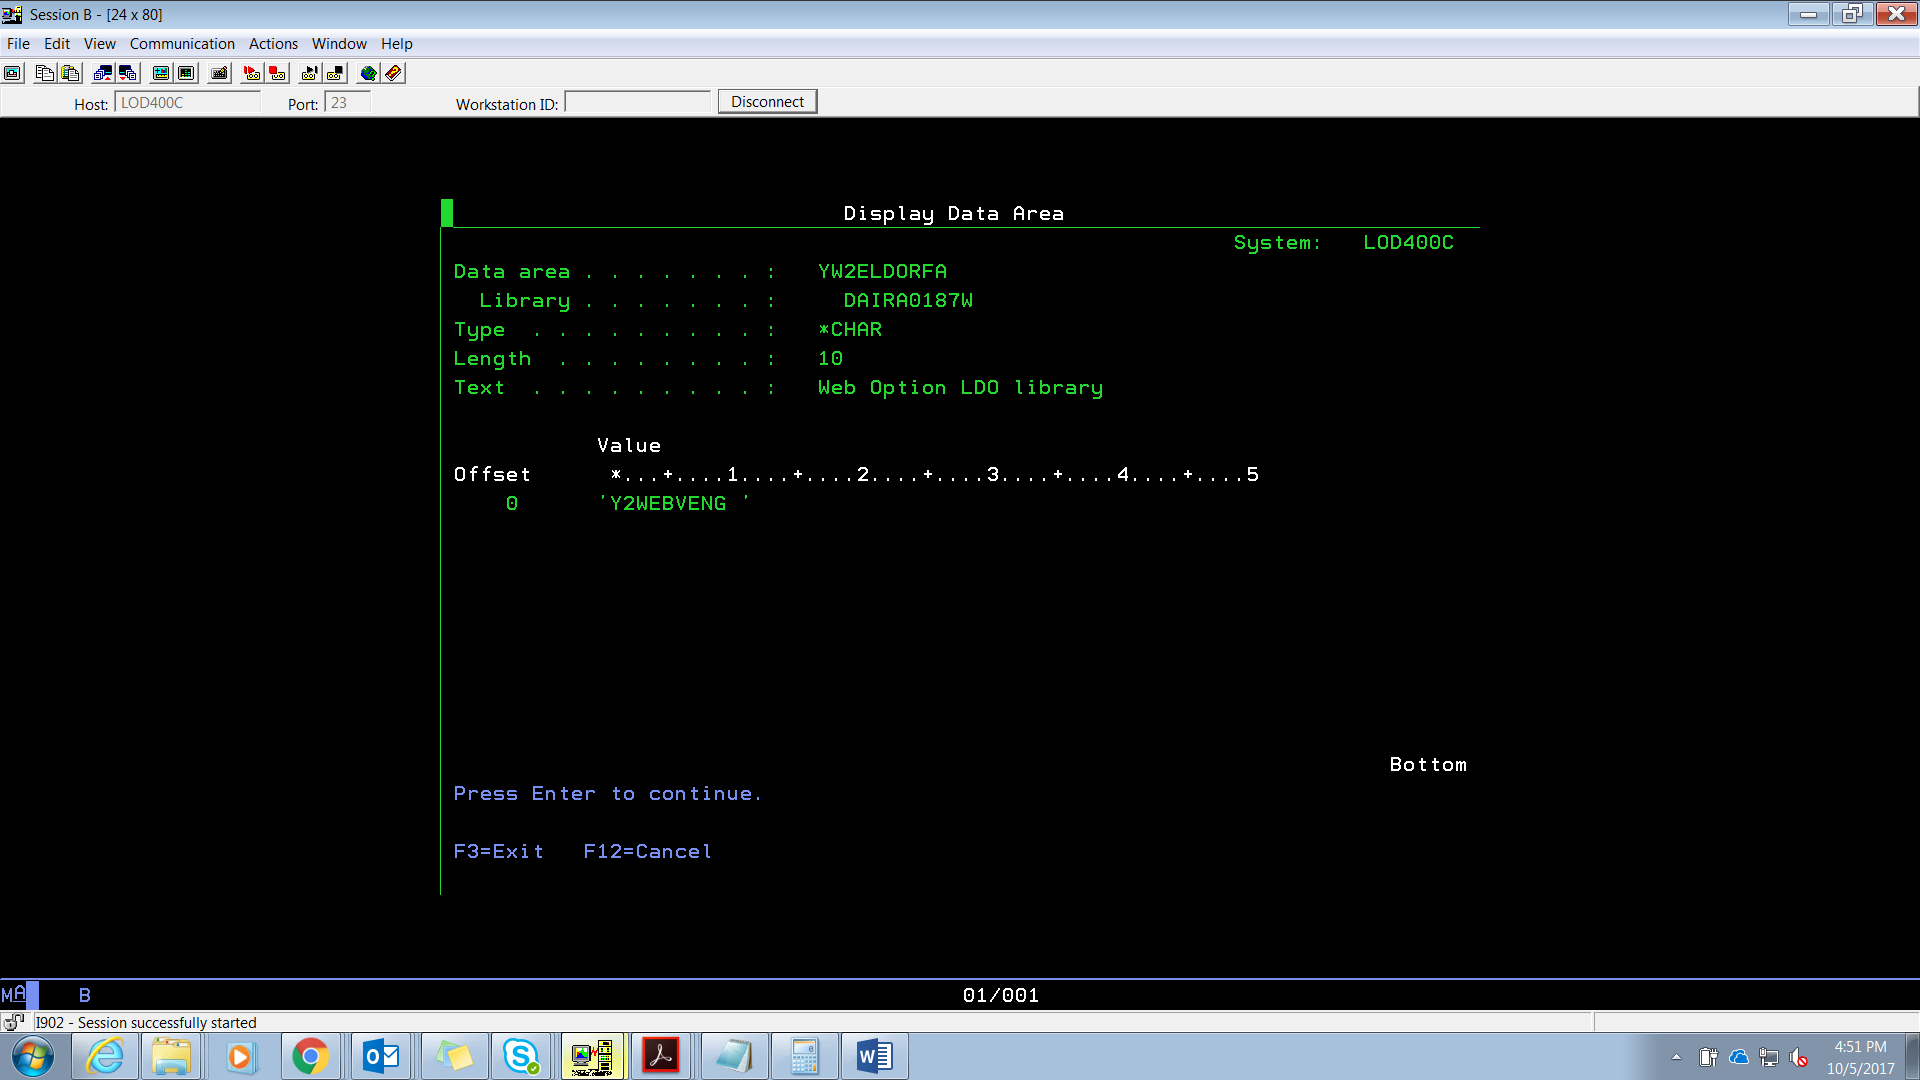 Session B - [24 x 80]
File Edit View Communication Actions Window Help
Host: LOD400C Port: 23 Workstation ID: Disconnect
Display Data Area
System: LOD400C
Data area . . . . . . . : YW2ELDORFA
Library . . . . . . . : DAIRA0187W
Type . . . . . . . . . : *CHAR
Length . . . . . . . . : 10
Text . . . . . . . . . : Web Option LDO library
Value
Offset *...+....1....+....2....+....3....+....4....+....5
0 'Y2WEBVENG '
Bottom
Press Enter to continue.
F3=Exit F12=Cancel
MA B 01/001
I902 - Session successfully started
4:51 PM
10/5/2017